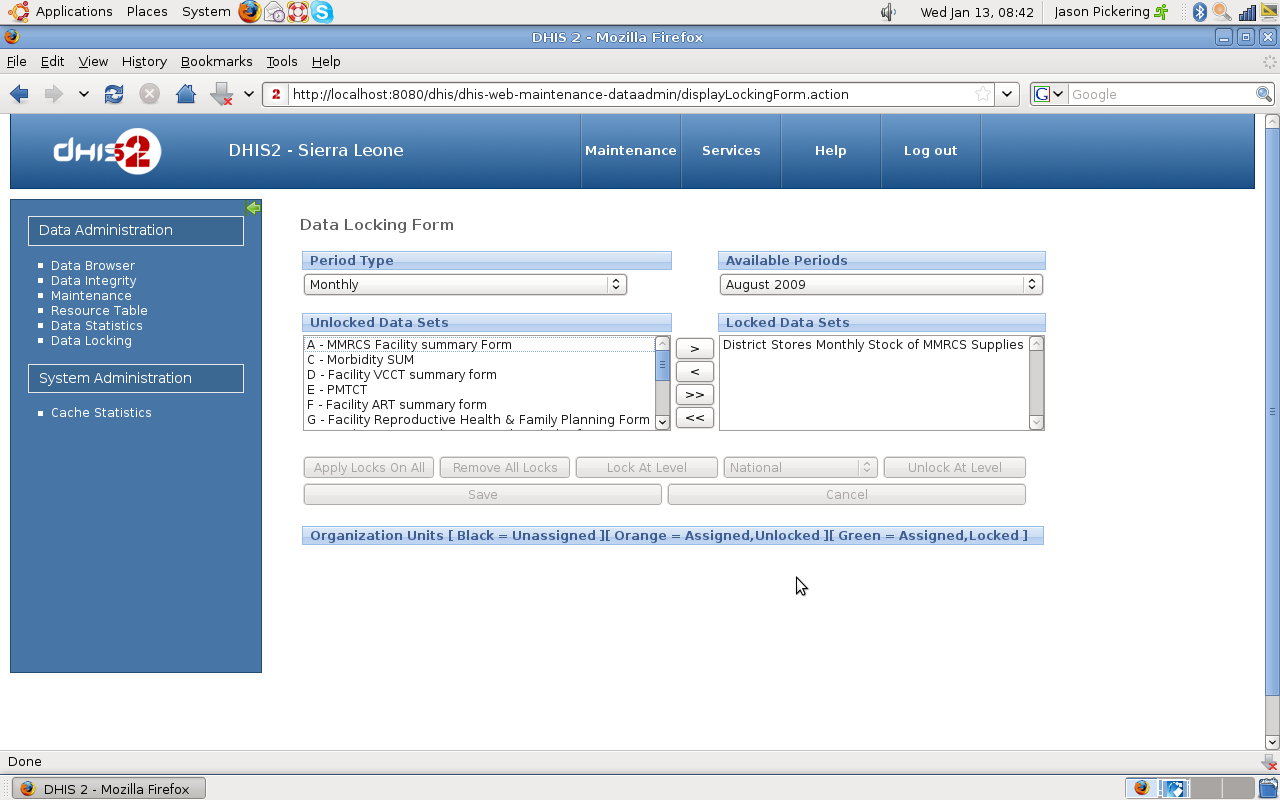 Applications Places System Wed Jan 13, 08:42 Jason Pickering
DHIS 2 - Mozilla Firefox
File Edit View History Bookmarks Tools Help
2 http://localhost:8080/dhis/dhis-web-maintenance-dataadmin/displayLockingForm.action G Google
dhis2 DHIS2 - Sierra Leone Maintenance Services Help Log out
Data Administration
Data Browser
Data Integrity
Maintenance
Resource Table
Data Statistics
Data Locking
System Administration
Cache Statistics
Data Locking Form
Period Type Available Periods
Monthly August 2009
Unlocked Data Sets Locked Data Sets
A - MMRCS Facility summary Form
C - Morbidity SUM
D - Facility VCCT summary form
E - PMTCT
F - Facility ART summary form
G - Facility Reproductive Health & Family Planning Form
>
<
>>
<<
District Stores Monthly Stock of MMRCS Supplies
Apply Locks On All Remove All Locks Lock At Level National Unlock At Level
Save Cancel
Organization Units [ Black = Unassigned ][ Orange = Assigned,Unlocked ][ Green = Assigned,Locked ]
Done
DHIS 2 - Mozilla Firefox